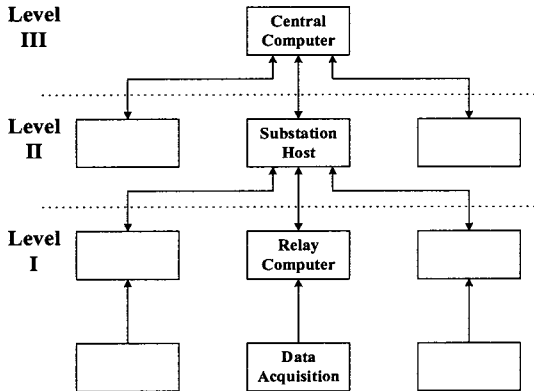 Level
III
Central
Computer
Level
II
Substation
Host
Level
I
Relay
Computer
Data
Acquisition